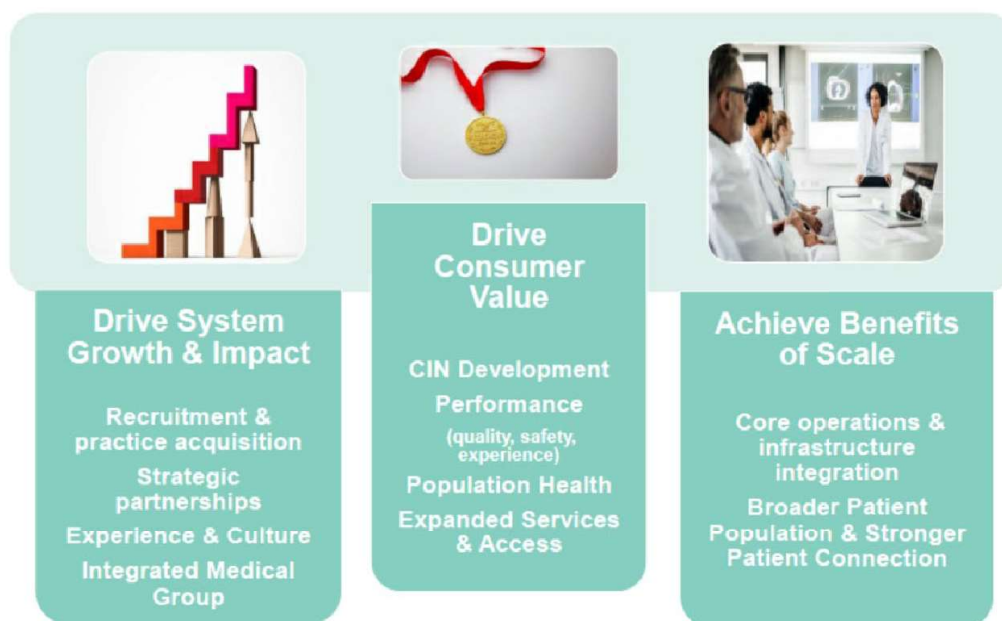 Drive System
Growth & Impact
Recruitment &
practice acquisition
Strategic
partnerships
Experience & Culture
Integrated Medical
Group
Drive
Consumer
Value
CIN Development
Performance
(quality, safety,
experience)
Population Health
Expanded Services
& Access
Achieve Benefits
of Scale
Core operations &
infrastructure
integration
Broader Patient
Population & Stronger
Patient Connection